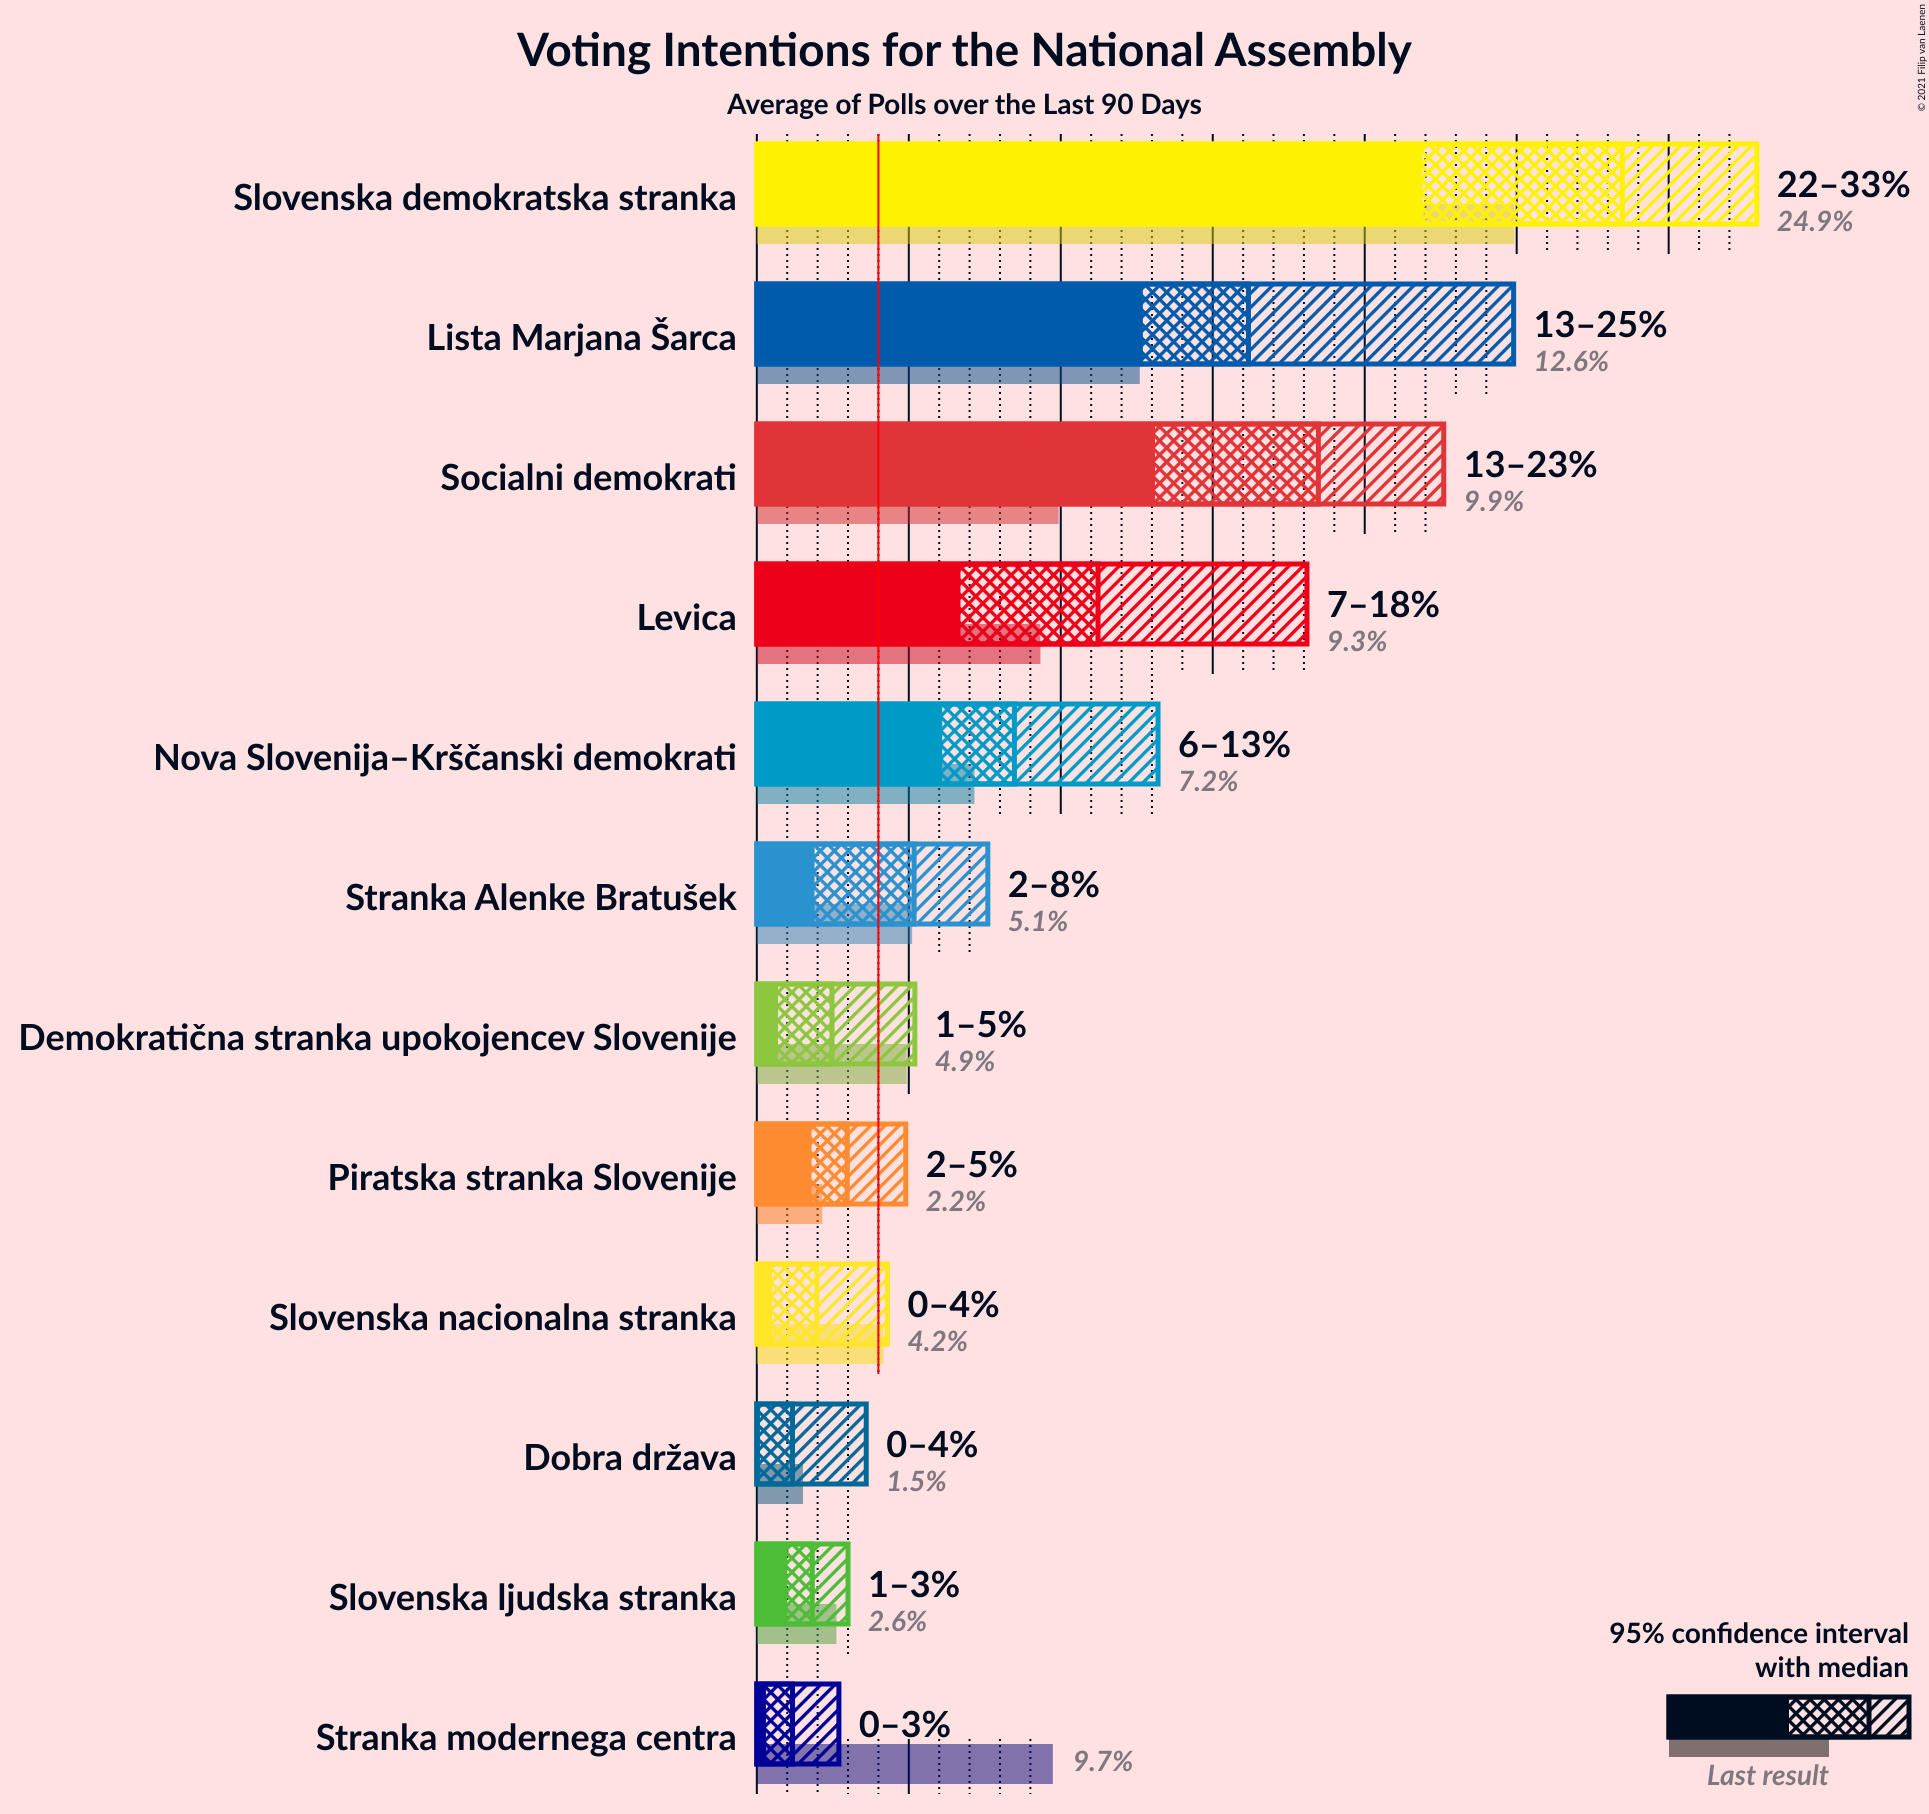 Voting Intentions for the National Assembly
Average of Polls over the Last 90 Days
© 2021 Filip van Laenen
Slovenska demokratska stranka
22–33%
24.9%
Lista Marjana Šarca
13–25%
12.6%
Socialni demokrati
13–23%
9.9%
Levica
7–18%
9.3%
Nova Slovenija–Krščanski demokrati
6–13%
7.2%
Stranka Alenke Bratušek
2–8%
5.1%
Demokratična stranka upokojencev Slovenije
1–5%
4.9%
Piratska stranka Slovenije
2–5%
2.2%
Slovenska nacionalna stranka
0–4%
4.2%
Dobra država
0–4%
1.5%
Slovenska ljudska stranka
1–3%
2.6%
Stranka modernega centra
0–3%
9.7%
95% confidence interval
with median
Last result